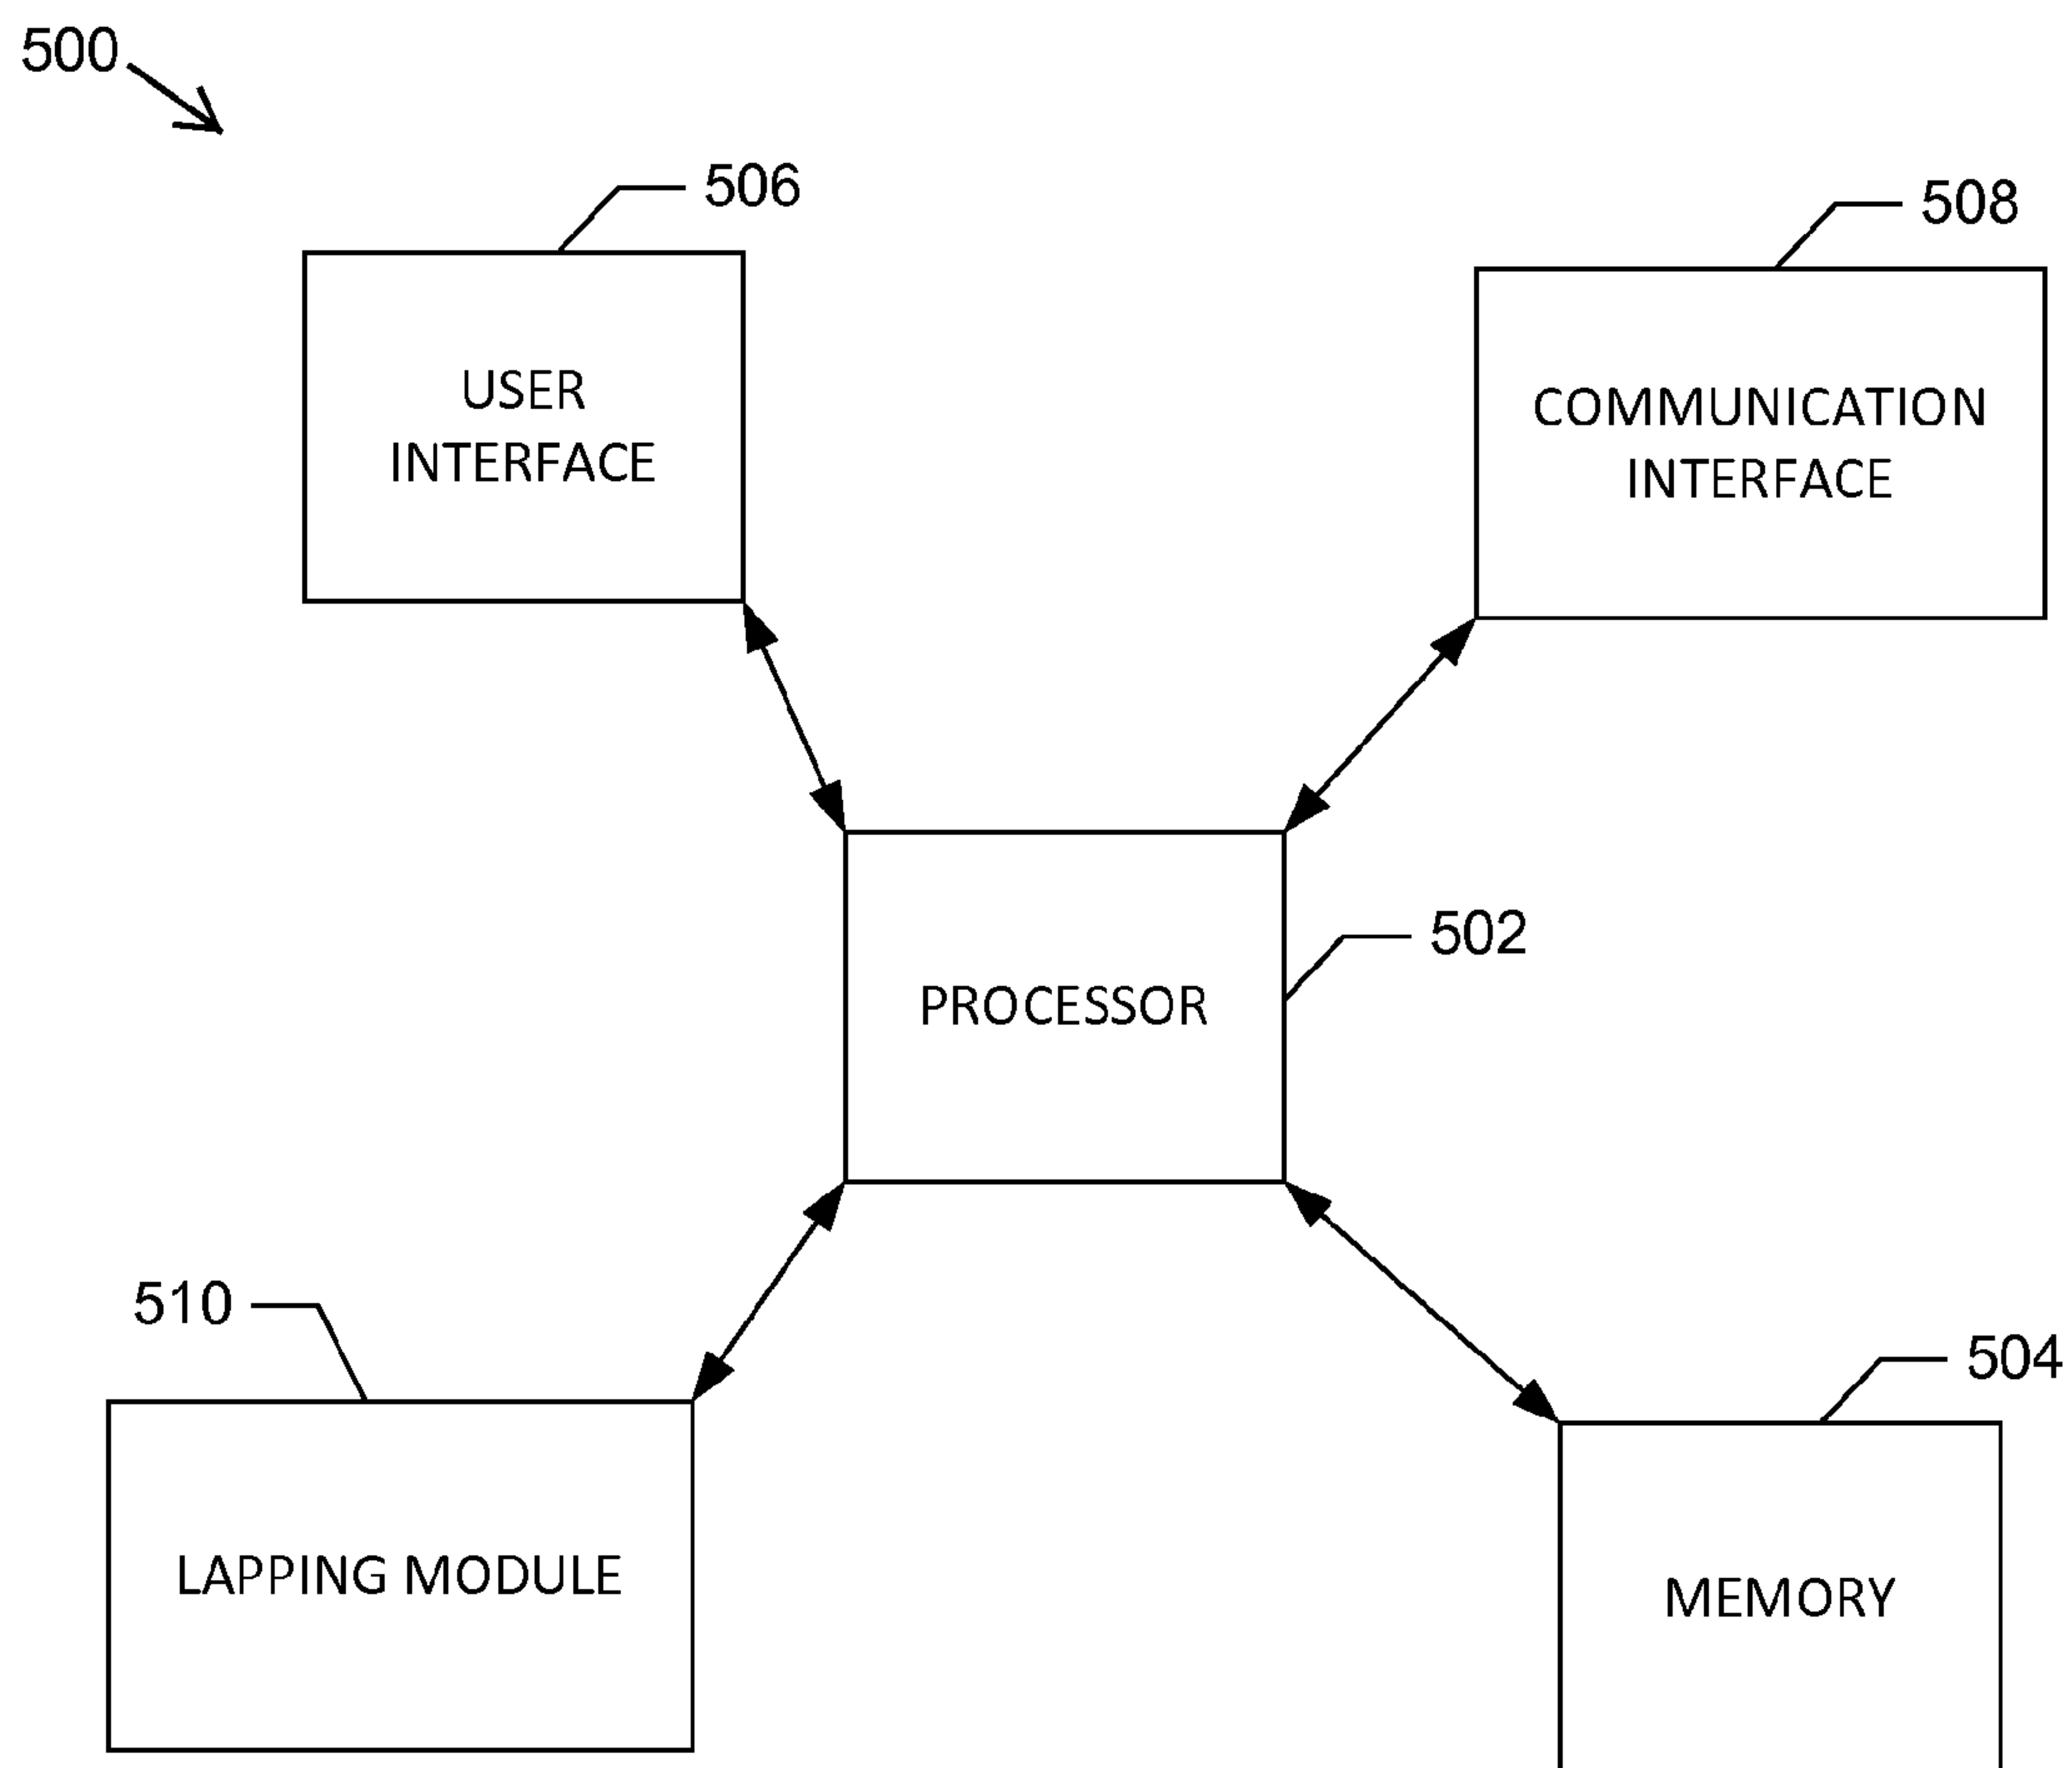 500
506
508
USER
INTERFACE
COMMUNICATION
INTERFACE
502
PROCESSOR
510
504
LAPPING MODULE
MEMORY